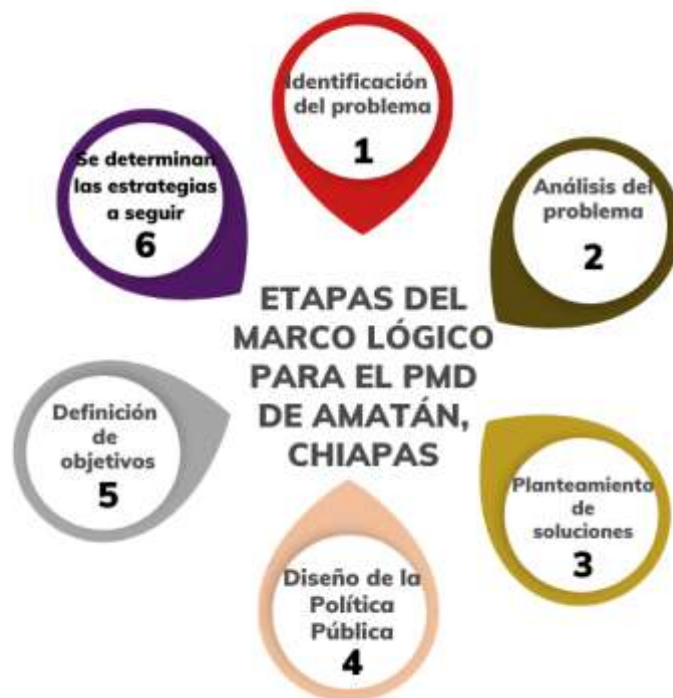 Identificación
del problema
1
Análisis del
problema
2
Planteamiento
de
soluciones
3
Diseño de la
Política
Pública
4
Definición
de
objetivos
5
Se determinan
las estrategias
a seguir
6
ETAPAS DEL
MARCO LÓGICO
PARA EL PMD
DE AMATÁN,
CHIAPAS